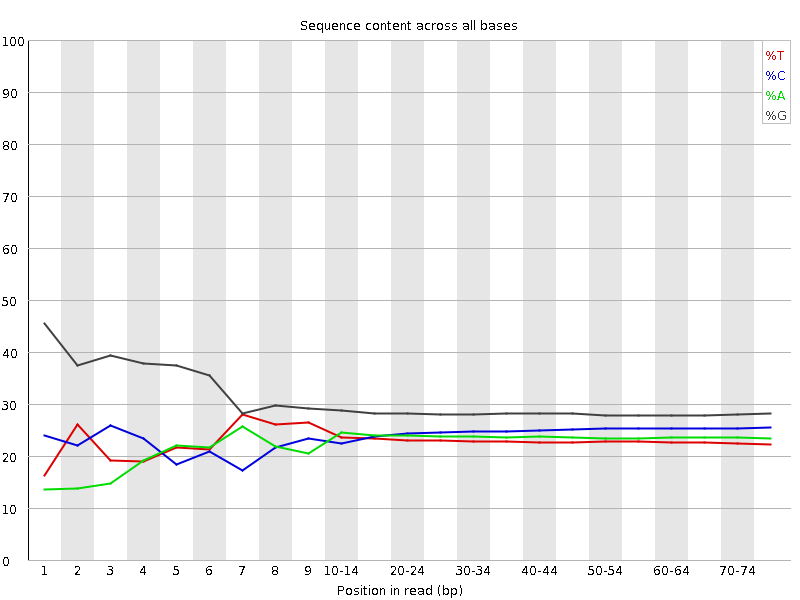 Sequence content across all bases
100
90
80
70
60
50
40
30
20
10
0
%T
%C
%A
%G
1 2 3 4 5 6 7 8 9 10-14 20-24 30-34 40-44 50-54 60-64 70-74
Position in read (bp)